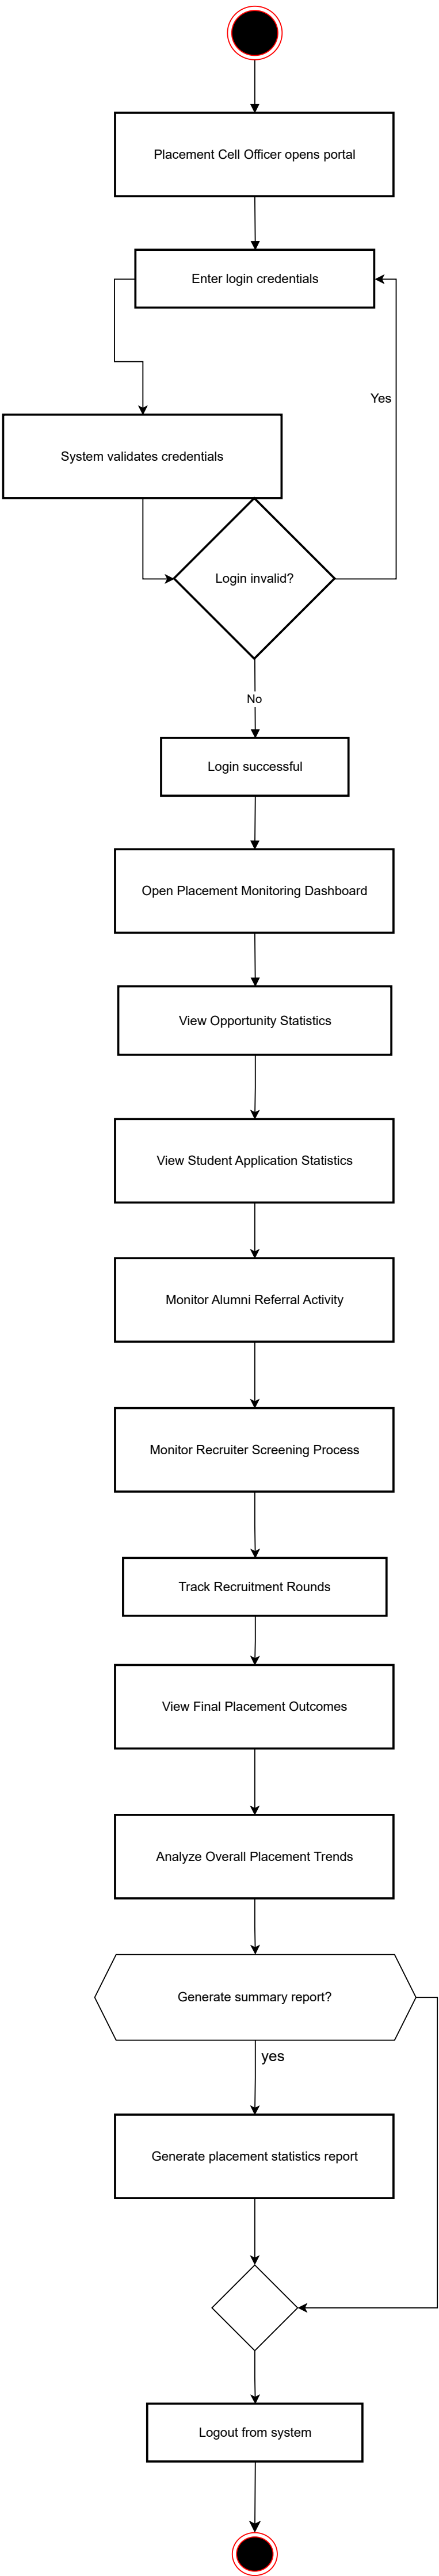 Placement Cell Officer opens portal
Enter login credentials
Yes
System validates credentials
Login invalid?
No
Login successful
Open Placement Monitoring Dashboard
View Opportunity Statistics
View Student Application Statistics
Monitor Alumni Referral Activity
Monitor Recruiter Screening Process
Track Recruitment Rounds
View Final Placement Outcomes
Analyze Overall Placement Trends
Generate summary report?
yes
Generate placement statistics report
Logout from system